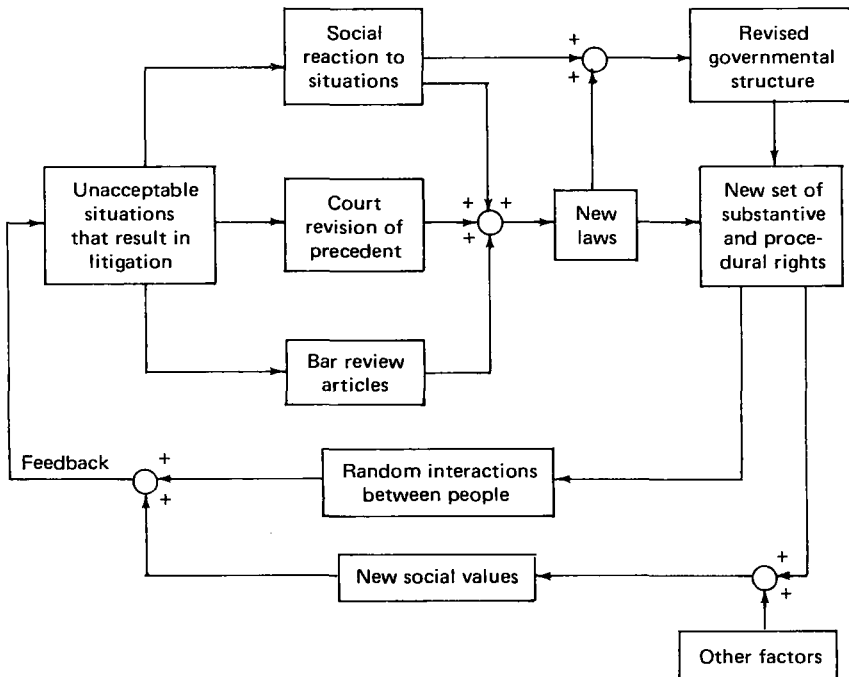 Social
reaction to
situations
+
+
Revised
governmental
structure
Unacceptable
situations
that result in
litigation
Court
revision of
precedent
+ +
+
New
laws
New set of
substantive
and proce-
dural rights
Bar review
articles
Feedback
+
+
Random interactions
between people
New social values
+
+
Other factors